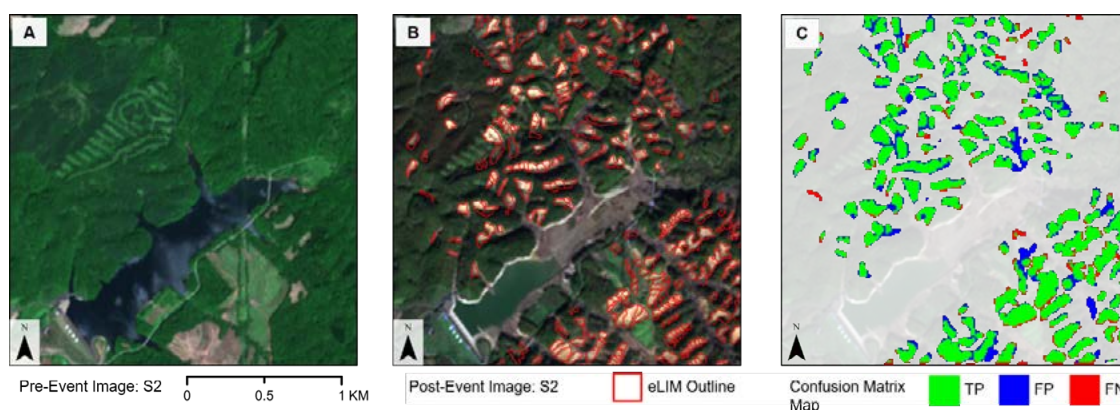 A
B
C
N
N
N
Pre-Event Image: S2
0 0.5 1 KM
Post-Event Image: S2
eLIM Outline
Confusion Matrix
Map
TP
FP
FN